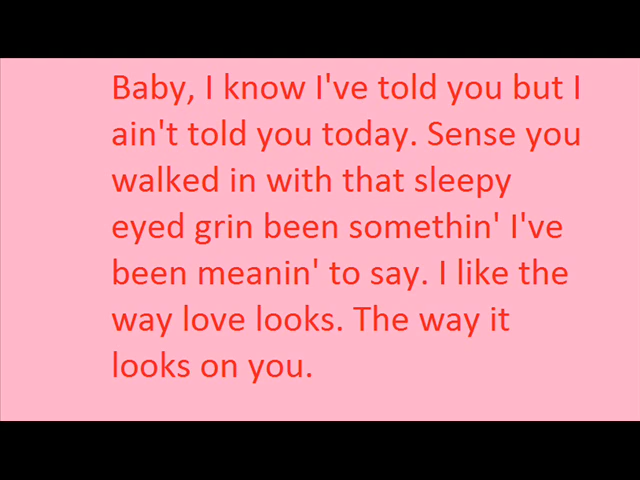 Baby, I know I've told you but I
ain't told you today. Sense you
walked in with that sleepy
eyed grin been somethin' I've
been meanin' to say. I like the
way love looks. The way it
looks on you.